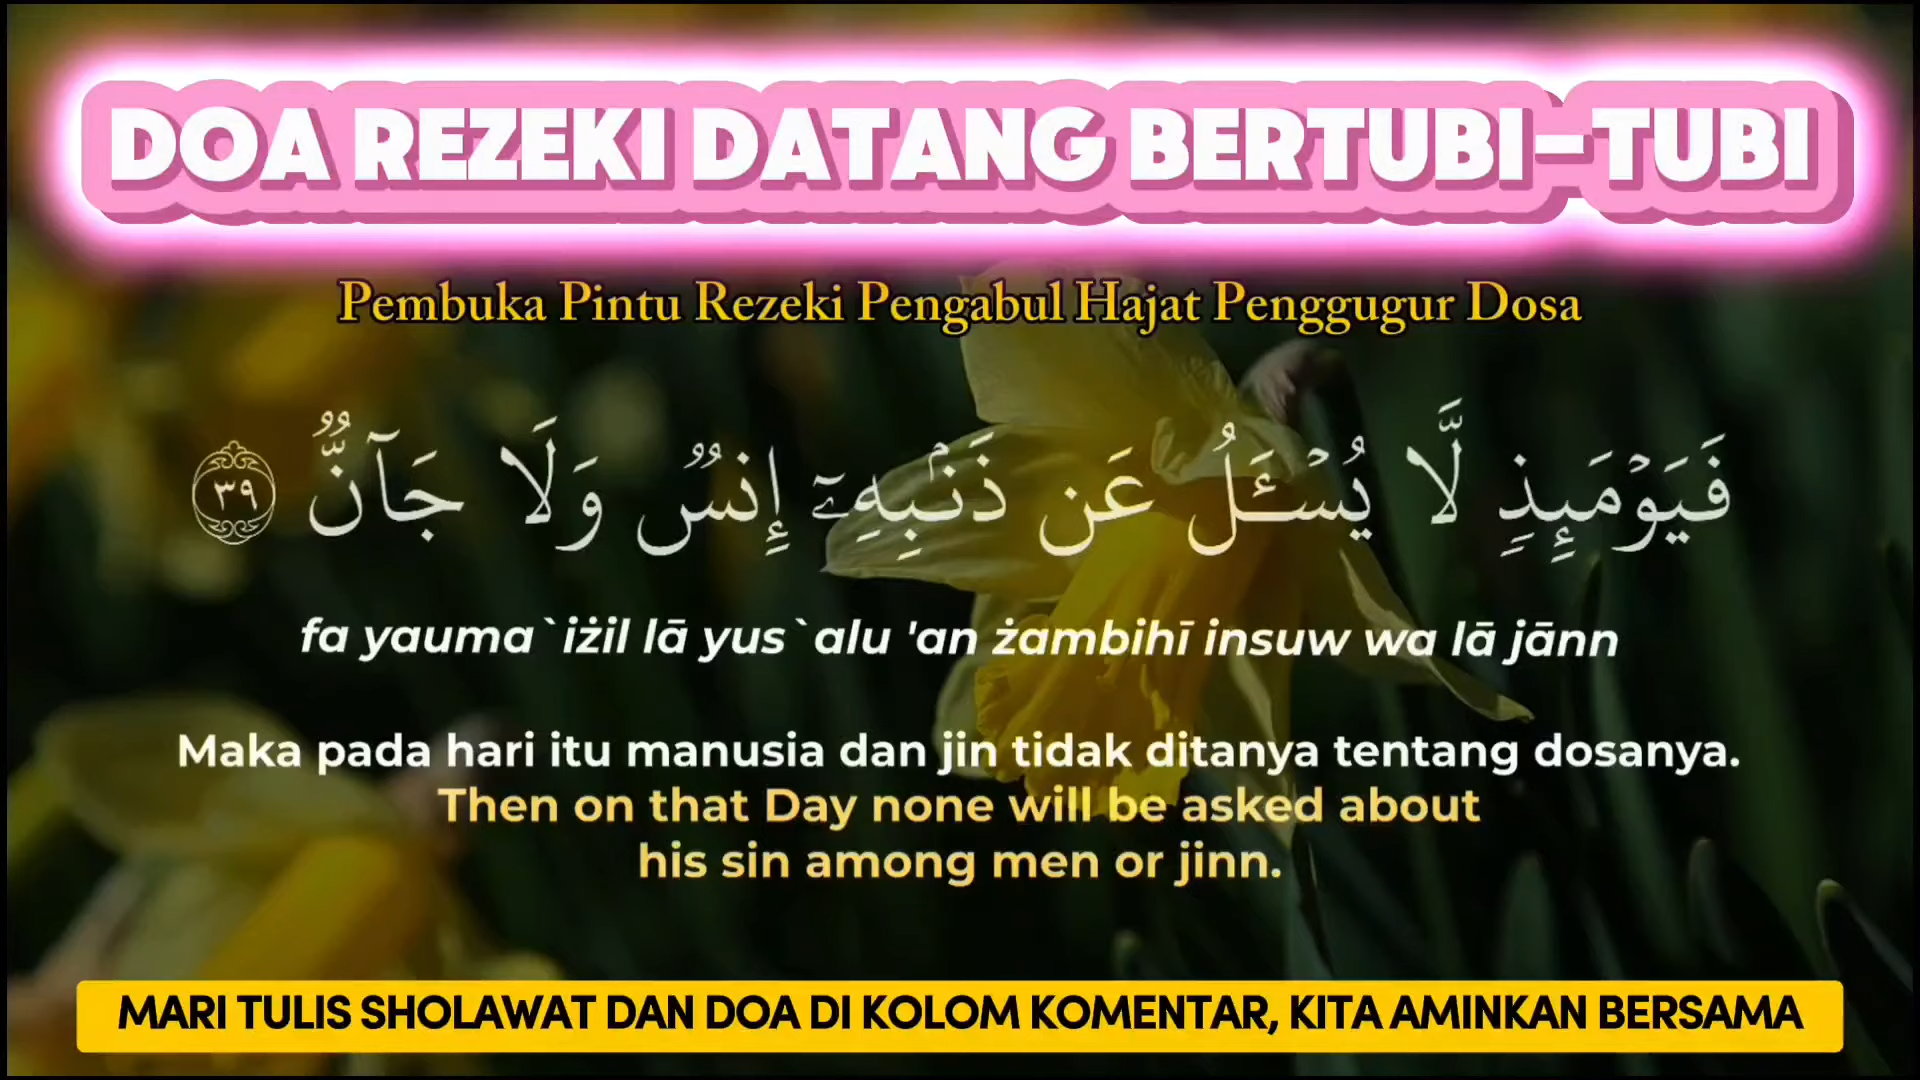 DOA REZEKI DATANG BERTUBI-TUBI
Pembuka Pintu Rezeki Pengabul Hajat Penggugur Dosa
فَيَوْمَئِذٍ لَّا يُسْـَٔلُ عَن ذَنۢبِهِۦٓ إِنسٌ وَلَا جَآنٌّ ٣٩
fa yauma`iżil lā yus`alu 'an żambihī insuw wa lā jānn
Maka pada hari itu manusia dan jin tidak ditanya tentang dosanya.
Then on that Day none will be asked about
his sin among men or jinn.
MARI TULIS SHOLAWAT DAN DOA DI KOLOM KOMENTAR, KITA AMINKAN BERSAMA